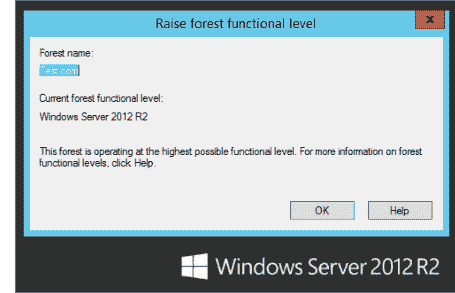 Raise forest functional level
x
Forest name:
Test.com
Current forest functional level:
Windows Server 2012 R2
This forest is operating at the highest possible functional level. For more information on forest
functional levels, click Help.
OK
Help
Windows Server 2012 R2